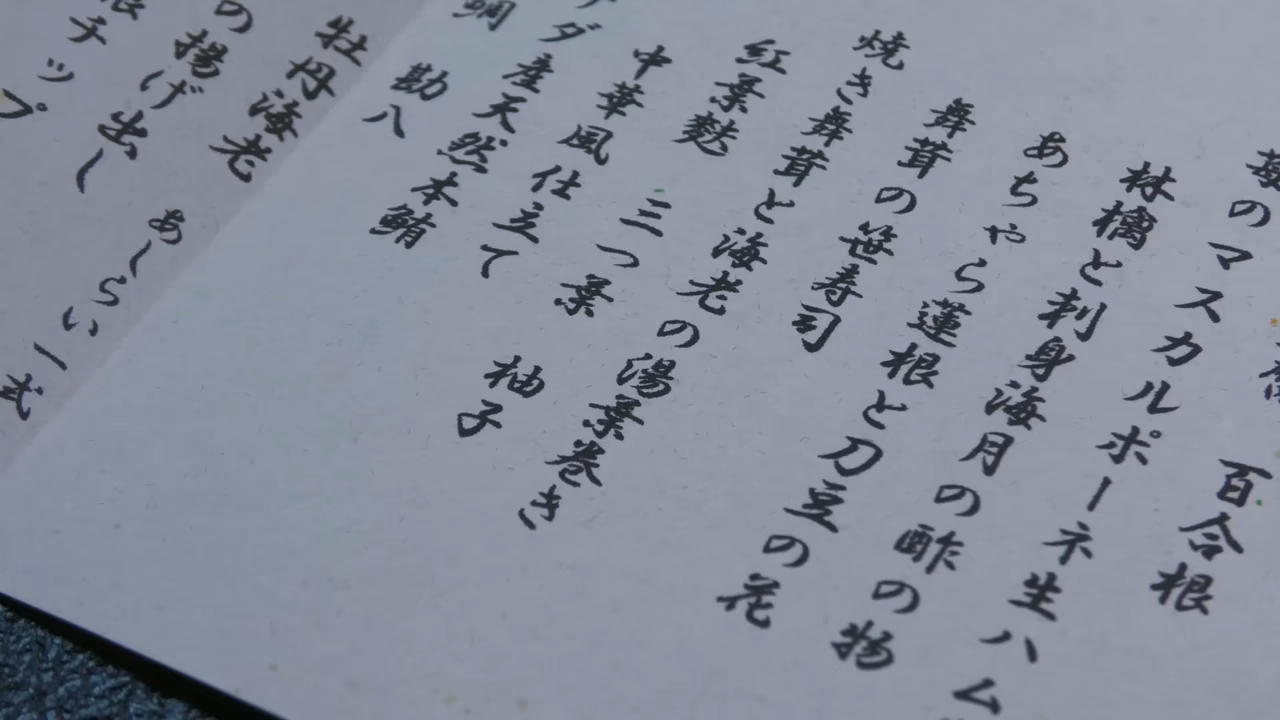 百合根
のマスカルポーネ生ハム
林檎と刺身海月の酢の物
あちゃら蓮根と刀豆の花
舞茸の笹寿司
焼き舞茸と海老の湯葉巻き
紅葉麩 三つ葉 柚子
中華風仕立て
ダ産天然本鮪
鯛 勘八
牡丹海老 あしらい一式
の揚げ出し
根チップ